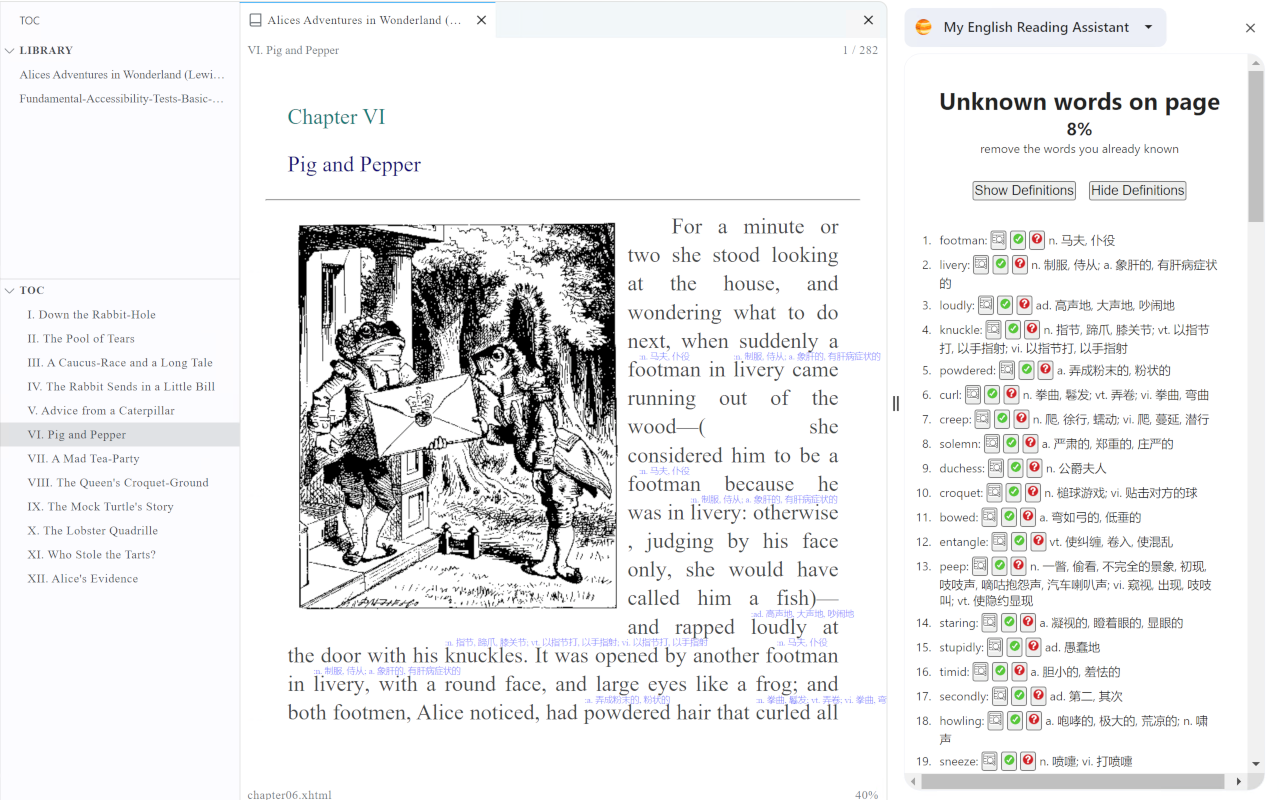 TOC
LIBRARY
Alices Adventures in Wonderland (Lewi…
Fundamental-Accessibility-Tests-Basic-…
TOC
I. Down the Rabbit-Hole
II. The Pool of Tears
III. A Caucus-Race and a Long Tale
IV. The Rabbit Sends in a Little Bill
V. Advice from a Caterpillar
VI. Pig and Pepper
VII. A Mad Tea-Party
VIII. The Queen's Croquet-Ground
IX. The Mock Turtle's Story
X. The Lobster Quadrille
XI. Who Stole the Tarts?
XII. Alice's Evidence
Alices Adventures in Wonderland (…
VI. Pig and Pepper
1 / 282
Chapter VI
Pig and Pepper
For a minute or
two she stood looking
at the house, and
wondering what to do
next, when suddenly a
:n. 马夫, 仆役 :n. 制服, 侍从; a. 象肝的, 有肝病症状的
footman in livery came
running out of the
wood—( she
considered him to be a
:n. 马夫, 仆役
footman because he
:n. 制服, 侍从; a. 象肝的, 有肝病症状的
was in livery: otherwise
, judging by his face
only, she would have
called him a fish)—
:ad. 高声地, 大声地, 吵闹地
and rapped loudly at
:n. 指节, 蹄爪, 膝关节; vt. 以指节打, 以手指射; vi. 以指节打, 以手指射 :n. 马夫, 仆役
the door with his knuckles. It was opened by another footman
:n. 制服, 侍从; a. 象肝的, 有肝病症状的
in livery, with a round face, and large eyes like a frog; and
:a. 弄成粉末的, 粉状的 :n. 拳曲, 鬈发; vt. 弄卷; vi. 拳曲, 弯
both footmen, Alice noticed, had powdered hair that curled all
chapter06.xhtml
40%
My English Reading Assistant
Unknown words on page
8%
remove the words you already known
Show Definitions Hide Definitions
1. footman: n. 马夫, 仆役
2. livery: n. 制服, 侍从; a. 象肝的, 有肝病症状
的
3. loudly: ad. 高声地, 大声地, 吵闹地
4. knuckle: n. 指节, 蹄爪, 膝关节; vt. 以指节
打, 以手指射; vi. 以指节打, 以手指射
5. powdered: a. 弄成粉末的, 粉状的
6. curl: n. 拳曲, 鬈发; vt. 弄卷; vi. 拳曲, 弯曲
7. creep: n. 爬, 徐行, 蠕动; vi. 爬, 蔓延, 潜行
8. solemn: a. 严肃的, 郑重的, 庄严的
9. duchess: n. 公爵夫人
10. croquet: n. 槌球游戏; vi. 贴击对方的球
11. bowed: a. 弯如弓的, 低垂的
12. entangle: vt. 使纠缠, 卷入, 使混乱
13. peep: n. 一瞥, 偷看, 不完全的景象, 初现,
吱吱声, 嘀咕抱怨声, 汽车喇叭声; vi. 窥视, 出现, 吱吱
叫; vt. 使隐约显现
14. staring: a. 凝视的, 瞪着眼的, 显眼的
15. stupidly: ad. 愚蠢地
16. timid: a. 胆小的, 羞怯的
17. secondly: ad. 第二, 其次
18. howling: a. 咆哮的, 极大的, 荒凉的; n. 啸
声
19. sneeze: n. 喷嚏; vi. 打喷嚏